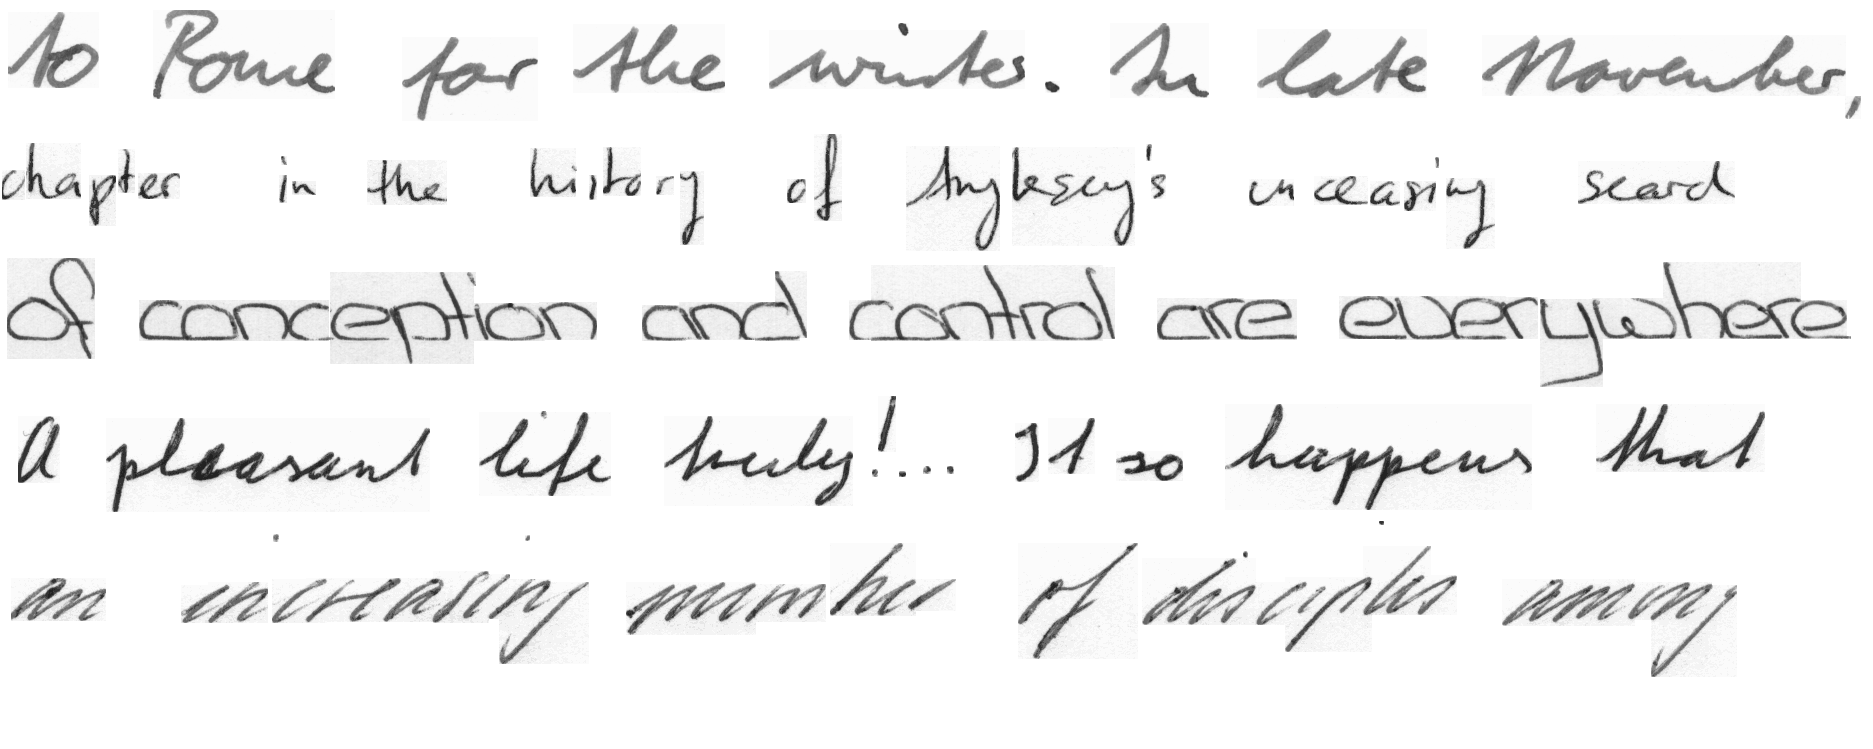 to Rome for the winter. In late November,
chapter in the history of Anglesey's unceasing search
of conception and control are everywhere
A pleasant life truly!... It so happens that
an increasing number of disciples among